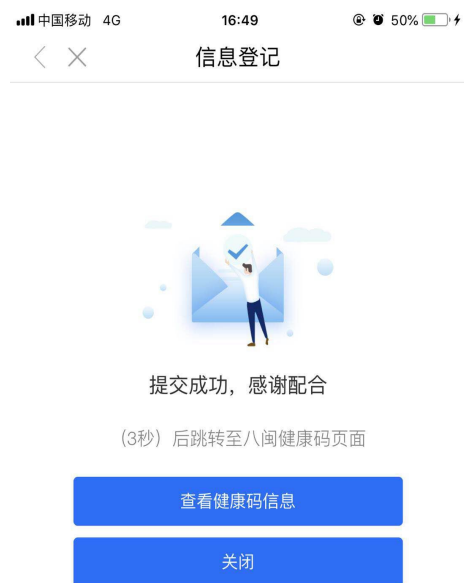 中国移动 4G 16:49 50%
信息登记
提交成功，感谢配合
（3秒）后跳转至八闽健康码页面
查看健康码信息
关闭